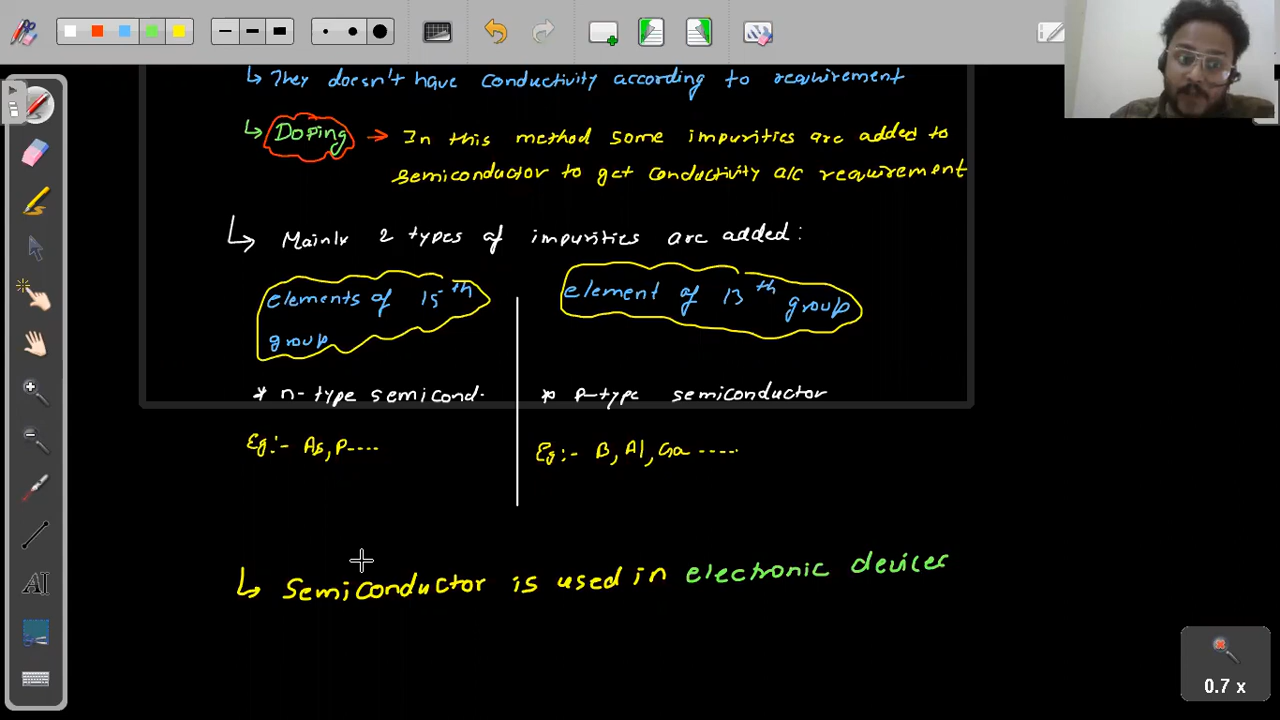 ↳ They doesn't have conductivity according to requirement
↳ Doping → In this method some impurities are added to
semiconductor to get conductivity a/c requirement
↳ Mainly 2 types of impurities are added:
elements of 15th
group
element of 13th group
* n-type semicond.
* P-type semiconductor
Eg:- As, P----
Eg:- B, Al, Ga -----
↳ Semiconductor is used in electronic devices
AI
0.7 x